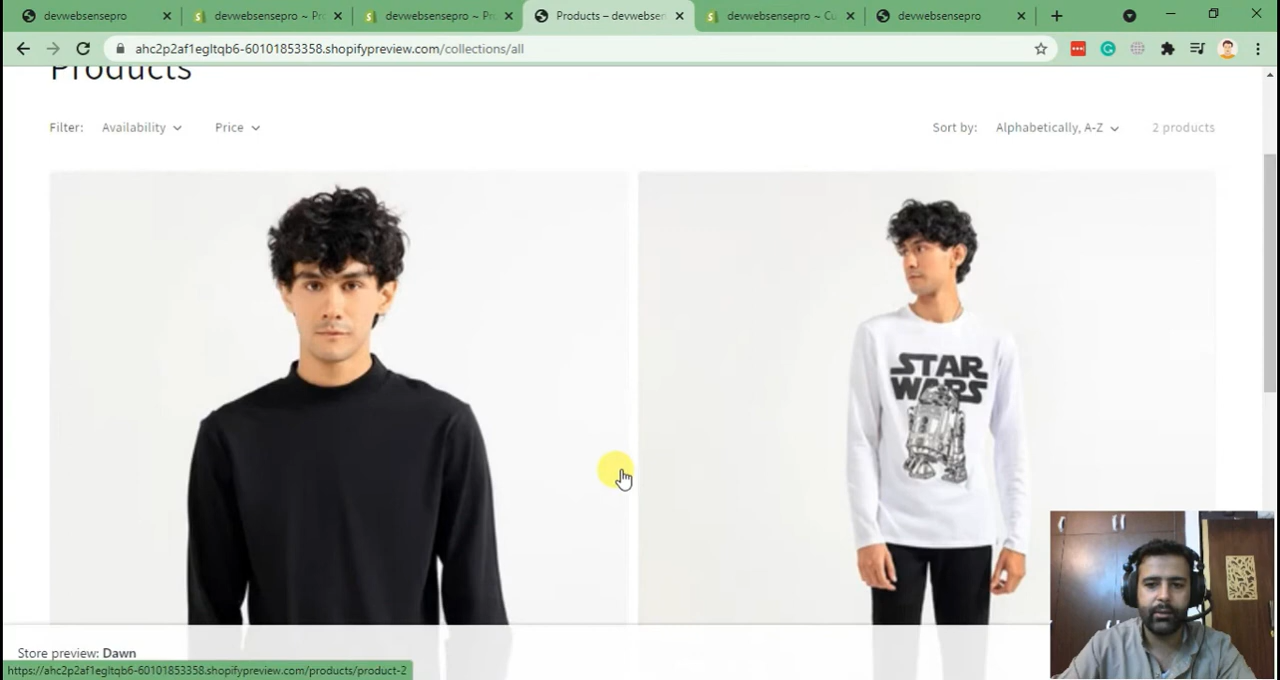 devwebsensepro
devwebsensepro ~ Pr
devwebsensepro ~ Pr
Products – devwebsen
devwebsensepro ~ Cu
devwebsensepro
ahc2p2af1egltqb6-60101853358.shopifypreview.com/collections/all
Products
Filter: Availability Price Sort by: Alphabetically, A-Z 2 products
STAR
WARS
Store preview: Dawn
https://ahc2p2af1egltqb6-60101853358.shopifypreview.com/products/product-2